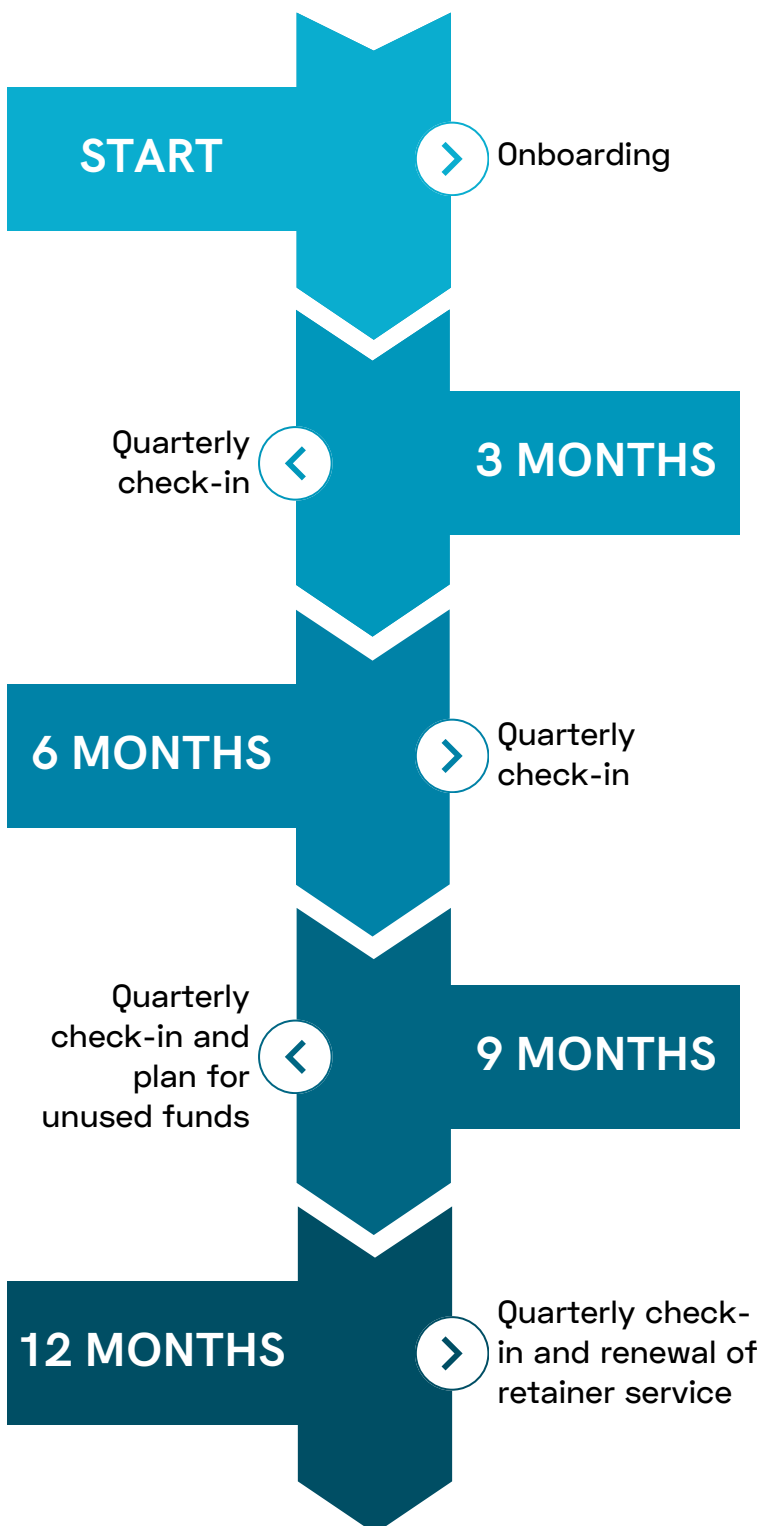 START
Onboarding
Quarterly
check-in
3 MONTHS
6 MONTHS
Quarterly
check-in
Quarterly
check-in and
plan for
unused funds
9 MONTHS
12 MONTHS
Quarterly check-
in and renewal of
retainer service